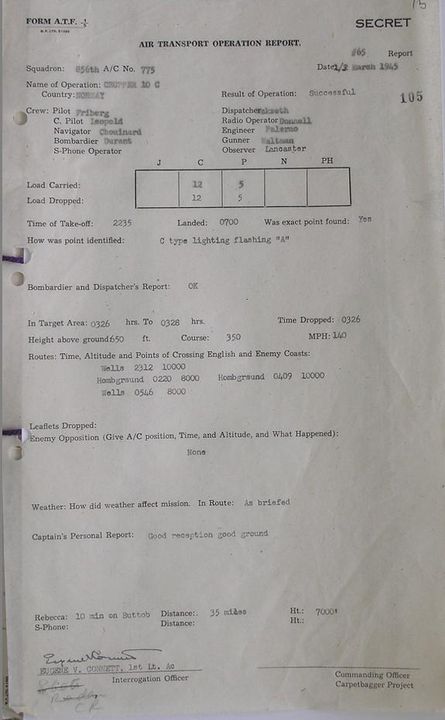 15
FORM A.T.F. 4
SECRET
AIR TRANSPORT OPERATION REPORT.
#65 Report
Squadron: 856th A/C No. 775
Date 1/2 March 1945
Name of Operation: CRUPPER 10 C
Country: NORWAY
Result of Operation: Successful
105
Crew: Pilot Friberg
Dispatcher
C. Pilot Leopold
Radio Operator
Navigator Chouinard
Engineer Palermo
Bombardier Durant
Gunner
S-Phone Operator
Observer Lancaster
J C P N PH
Load Carried: 12 5
Load Dropped: 12 5
Time of Take-off: 2235 Landed: 0700 Was exact point found: Yes
How was point identified: C type lighting flashing "A"
Bombardier and Dispatcher's Report: OK
In Target Area: 0326 hrs. To 0328 hrs. Time Dropped: 0326
Height above ground 650 ft. Course: 350 MPH: 140
Routes: Time, Altitude and Points of Crossing English and Enemy Coasts:
Wells 2312 10000
Hombgrsund 0220 8000 Hombgrsund 0409 10000
Wells 0546 8000
Leaflets Dropped:
Enemy Opposition (Give A/C position, Time, and Altitude, and What Happened):
None
Weather: How did weather affect mission. In Route: As briefed
Captain's Personal Report: Good reception good ground
Rebecca: 10 min on Buttob Distance: 35 miles Ht.: 7000'
S-Phone: Distance: Ht.:
EUGENE V. CONNETT, 1st Lt. Ac
Interrogation Officer
Commanding Officer
Carpetbagger Project